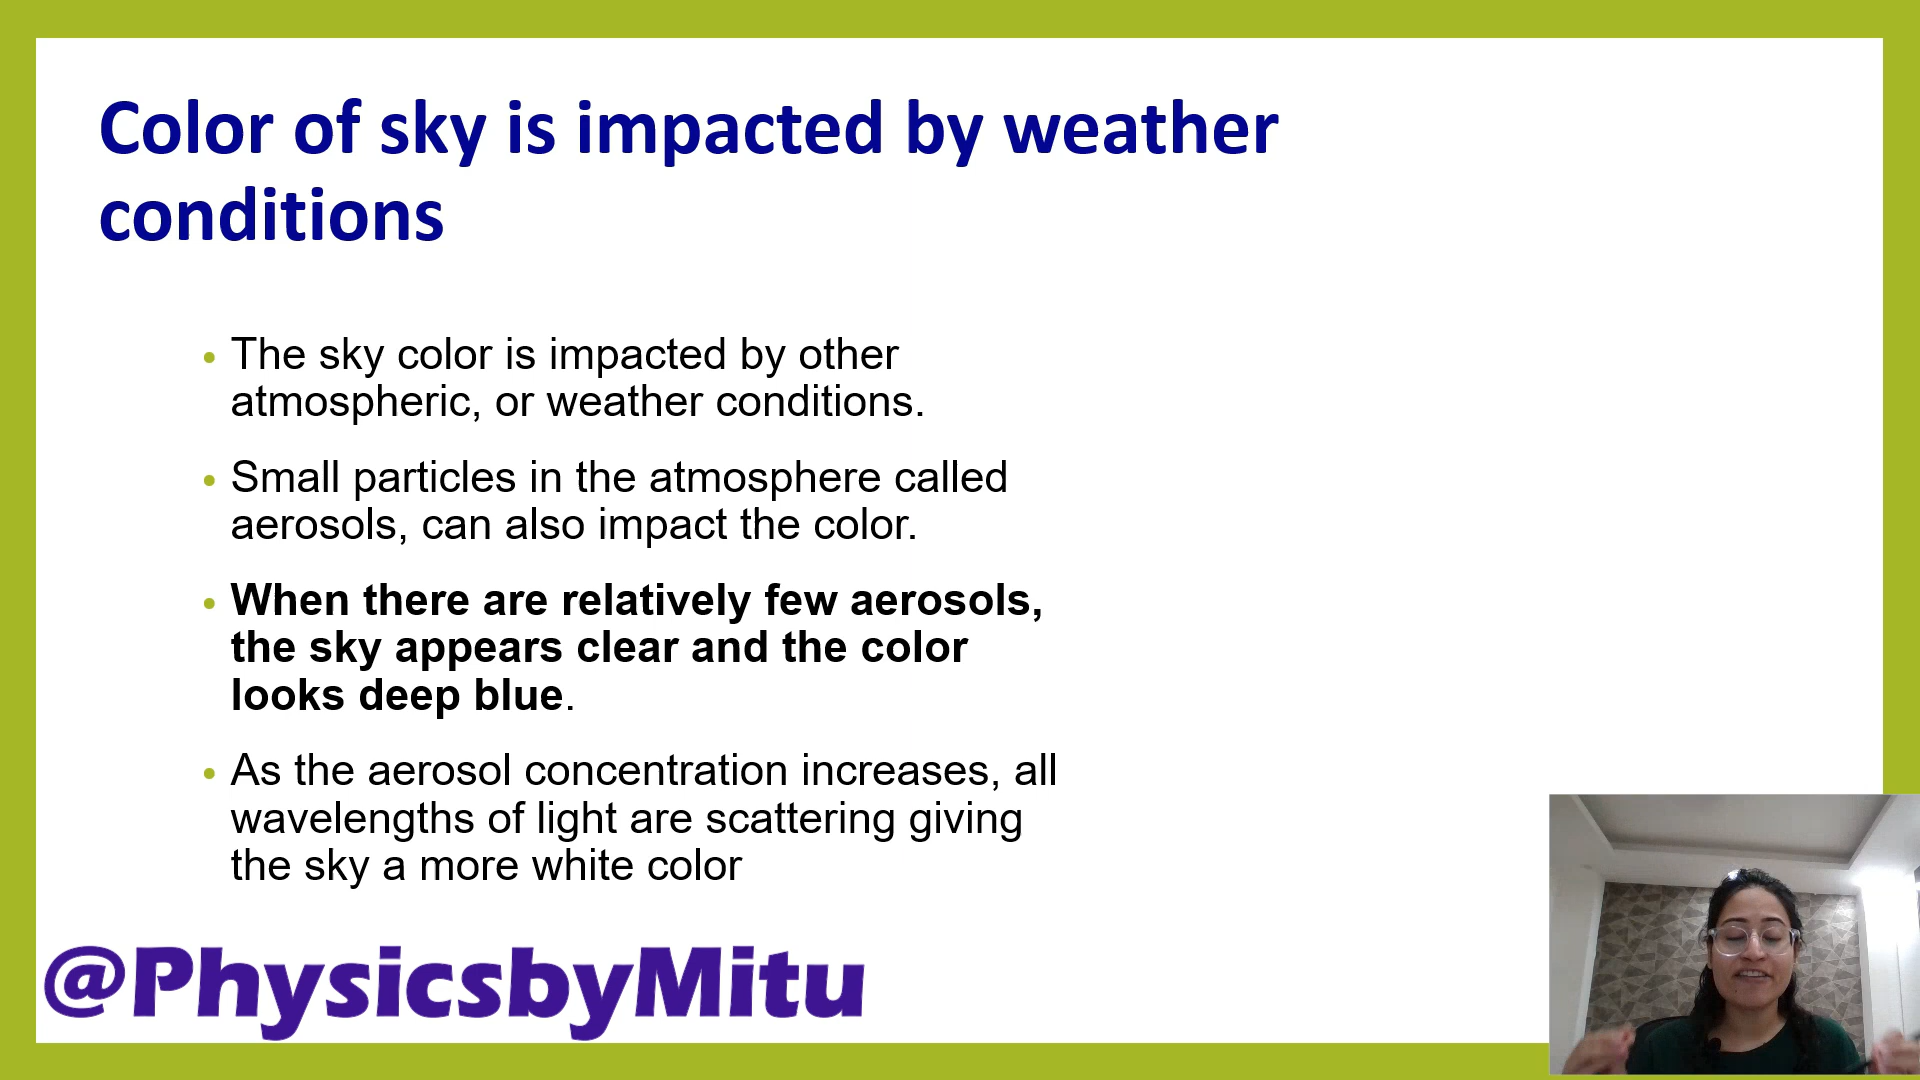 Color of sky is impacted by weather
conditions
• The sky color is impacted by other
atmospheric, or weather conditions.
• Small particles in the atmosphere called
aerosols, can also impact the color.
• When there are relatively few aerosols,
the sky appears clear and the color
looks deep blue.
• As the aerosol concentration increases, all
wavelengths of light are scattering giving
the sky a more white color
@PhysicsbyMitu